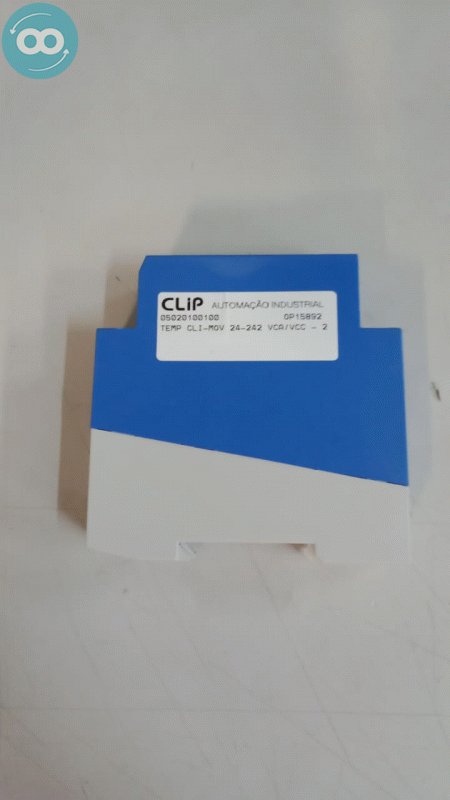 CLiP AUTOMAÇÃO INDUSTRIAL
05020100100 OP15892
TEMP CLI-MOV 24-242 VCA/VCC - 2